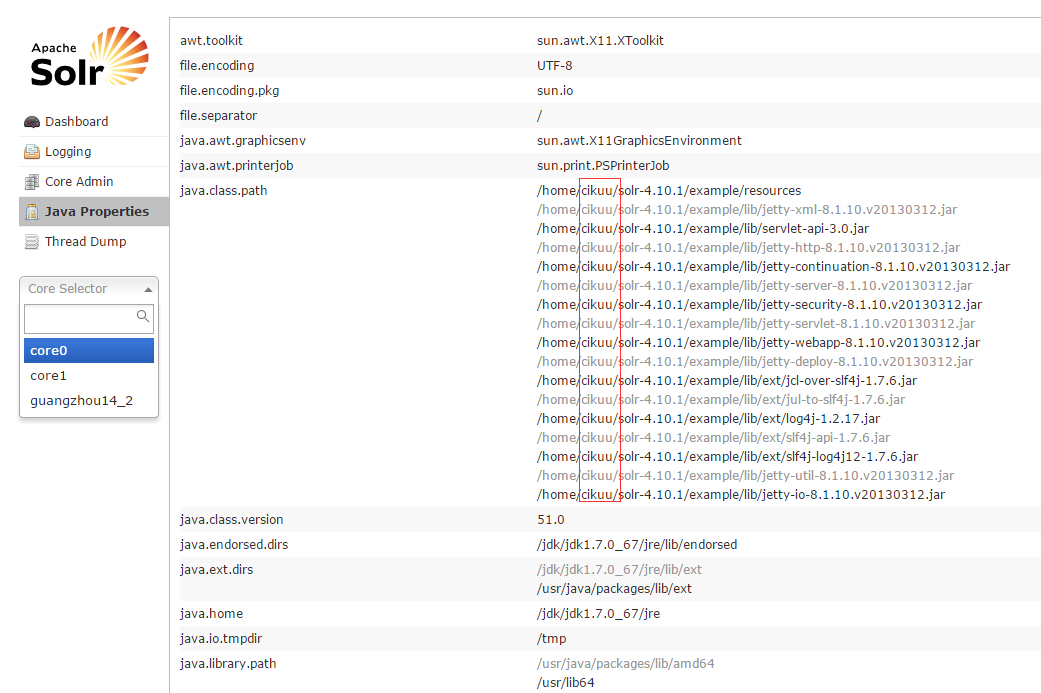 Apache
Solr
Dashboard
Logging
Core Admin
Java Properties
Thread Dump
Core Selector
core0
core1
guangzhou14_2
awt.toolkit sun.awt.X11.XToolkit
file.encoding UTF-8
file.encoding.pkg sun.io
file.separator /
java.awt.graphicsenv sun.awt.X11GraphicsEnvironment
java.awt.printerjob sun.print.PSPrinterJob
java.class.path /home/cikuu/solr-4.10.1/example/resources
/home/cikuu/solr-4.10.1/example/lib/jetty-xml-8.1.10.v20130312.jar
/home/cikuu/solr-4.10.1/example/lib/servlet-api-3.0.jar
/home/cikuu/solr-4.10.1/example/lib/jetty-http-8.1.10.v20130312.jar
/home/cikuu/solr-4.10.1/example/lib/jetty-continuation-8.1.10.v20130312.jar
/home/cikuu/solr-4.10.1/example/lib/jetty-server-8.1.10.v20130312.jar
/home/cikuu/solr-4.10.1/example/lib/jetty-security-8.1.10.v20130312.jar
/home/cikuu/solr-4.10.1/example/lib/jetty-servlet-8.1.10.v20130312.jar
/home/cikuu/solr-4.10.1/example/lib/jetty-webapp-8.1.10.v20130312.jar
/home/cikuu/solr-4.10.1/example/lib/jetty-deploy-8.1.10.v20130312.jar
/home/cikuu/solr-4.10.1/example/lib/ext/jcl-over-slf4j-1.7.6.jar
/home/cikuu/solr-4.10.1/example/lib/ext/jul-to-slf4j-1.7.6.jar
/home/cikuu/solr-4.10.1/example/lib/ext/log4j-1.2.17.jar
/home/cikuu/solr-4.10.1/example/lib/ext/slf4j-api-1.7.6.jar
/home/cikuu/solr-4.10.1/example/lib/ext/slf4j-log4j12-1.7.6.jar
/home/cikuu/solr-4.10.1/example/lib/jetty-util-8.1.10.v20130312.jar
/home/cikuu/solr-4.10.1/example/lib/jetty-io-8.1.10.v20130312.jar
java.class.version 51.0
java.endorsed.dirs /jdk/jdk1.7.0_67/jre/lib/endorsed
java.ext.dirs /jdk/jdk1.7.0_67/jre/lib/ext
/usr/java/packages/lib/ext
java.home /jdk/jdk1.7.0_67/jre
java.io.tmpdir /tmp
java.library.path /usr/java/packages/lib/amd64
/usr/lib64